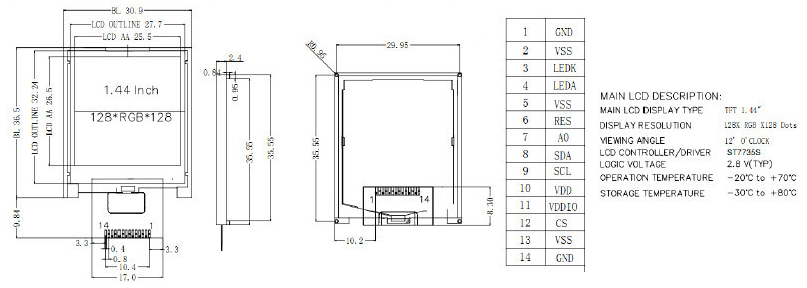 BL 30.9
LCD OUTLINE 27.7
LCD AA 25.5
BL 36.5
LCD OUTLINE 32.24
LCD AA 26.5
1.44 Inch
128*RGB*128
9.84
14
1
3.3
0.4
0.8
10.4
17.0
3.3
2.4
0.84
0.95
35.55
35.55
R0.95
29.95
35.55
1
14
8.30
10.2
1 GND
2 VSS
3 LEDK
4 LEDA
5 VSS
6 RES
7 A0
8 SDA
9 SCL
10 VDD
11 VDDIO
12 CS
13 VSS
14 GND
MAIN LCD DESCRIPTION:
MAIN LCD DISPLAY TYPE TFT 1.44"
DISPLAY RESOLUTION 128X RGB X128 Dots
VIEWING ANGLE 12' O'CLOCK
LCD CONTROLLER/DRIVER ST7735S
LOGIC VOLTAGE 2.8 V(TYP)
OPERATION TEMPERATURE -20°C to +70°C
STORAGE TEMPERATURE -30°C to +80°C